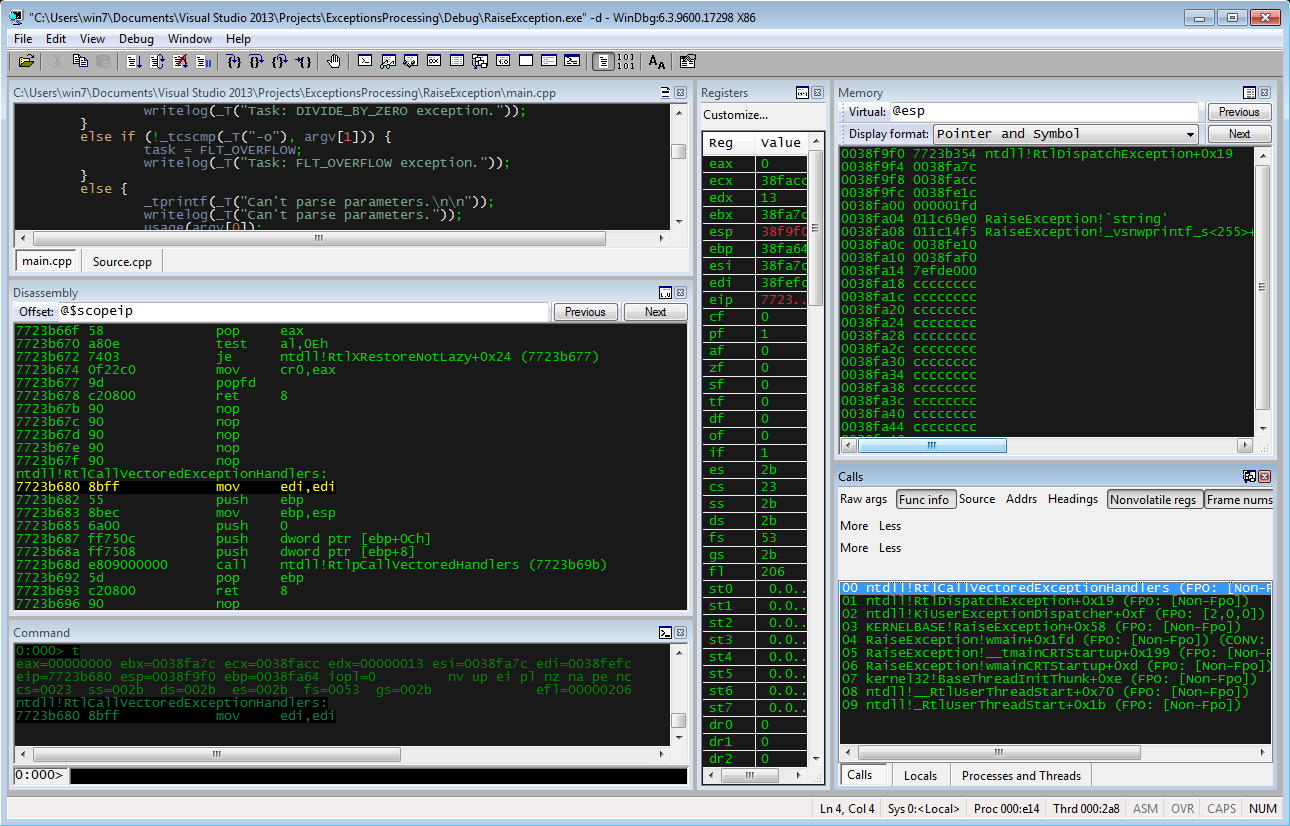 "C:\Users\win7\Documents\Visual Studio 2013\Projects\ExceptionsProcessing\Debug\RaiseException.exe" -d - WinDbg:6.3.9600.17298 X86
File Edit View Debug Window Help
C:\Users\win7\Documents\Visual Studio 2013\Projects\ExceptionsProcessing\RaiseException\main.cpp
writelog(_T("Task: DIVIDE_BY_ZERO exception."));
}
else if (!_tcscmp(_T("-o"), argv[1])) {
task = FLT_OVERFLOW;
writelog(_T("Task: FLT_OVERFLOW exception."));
}
else {
_tprintf(_T("Can't parse parameters.\n\n"));
writelog(_T("Can't parse parameters."));
usage(argv[0]);
main.cpp Source.cpp
Disassembly
Offset: @$scopeip Previous Next
7723b66f 58 pop eax
7723b670 a80e test al,0Eh
7723b672 7403 je ntdll!RtlXRestoreNotLazy+0x24 (7723b677)
7723b674 0f22c0 mov cr0,eax
7723b677 9d popfd
7723b678 c20800 ret 8
7723b67b 90 nop
7723b67c 90 nop
7723b67d 90 nop
7723b67e 90 nop
7723b67f 90 nop
ntdll!RtlCallVectoredExceptionHandlers:
7723b680 8bff mov edi,edi
7723b682 55 push ebp
7723b683 8bec mov ebp,esp
7723b685 6a00 push 0
7723b687 ff750c push dword ptr [ebp+0Ch]
7723b68a ff7508 push dword ptr [ebp+8]
7723b68d e809000000 call ntdll!RtlpCallVectoredHandlers (7723b69b)
7723b692 5d pop ebp
7723b693 c20800 ret 8
7723b696 90 nop
Command
0:000> t
eax=00000000 ebx=0038fa7c ecx=0038facc edx=00000013 esi=0038fa7c edi=0038fefc
eip=7723b680 esp=0038f9f0 ebp=0038fa64 iopl=0 nv up ei pl nz na pe nc
cs=0023 ss=002b ds=002b es=002b fs=0053 gs=002b efl=00000206
ntdll!RtlCallVectoredExceptionHandlers:
7723b680 8bff mov edi,edi
0:000>
Registers
Customize...
Reg Value
eax 0
ecx 38facc
edx 13
ebx 38fa7c
esp 38f9f0
ebp 38fa64
esi 38fa7c
edi 38fefc
eip 7723..
cf 0
pf 1
af 0
zf 0
sf 0
tf 0
df 0
of 0
if 1
es 2b
cs 23
ss 2b
ds 2b
fs 53
gs 2b
fl 206
st0 0.0..
st1 0.0..
st2 0.0..
st3 0.0..
st4 0.0..
st5 0.0..
st6 0.0..
st7 0.0..
dr0 0
dr1 0
dr2 0
Memory
Virtual: @esp Previous
Display format: Pointer and Symbol Next
0038f9f0 7723b354 ntdll!RtlDispatchException+0x19
0038f9f4 0038fa7c
0038f9f8 0038facc
0038f9fc 0038fe1c
0038fa00 000001fd
0038fa04 011c69e0 RaiseException!`string'
0038fa08 011c14f5 RaiseException!_vsnwprintf_s<255>+
0038fa0c 0038fe10
0038fa10 0038faf0
0038fa14 7efde000
0038fa18 cccccccc
0038fa1c cccccccc
0038fa20 cccccccc
0038fa24 cccccccc
0038fa28 cccccccc
0038fa2c cccccccc
0038fa30 cccccccc
0038fa34 cccccccc
0038fa38 cccccccc
0038fa3c cccccccc
0038fa40 cccccccc
0038fa44 cccccccc
Calls
Raw args Func info Source Addrs Headings Nonvolatile regs Frame nums
More Less
More Less
00 ntdll!RtlCallVectoredExceptionHandlers (FPO: [Non-F
01 ntdll!RtlDispatchException+0x19 (FPO: [Non-Fpo])
02 ntdll!KiUserExceptionDispatcher+0xf (FPO: [2,0,0])
03 KERNELBASE!RaiseException+0x58 (FPO: [Non-Fpo])
04 RaiseException!wmain+0x1fd (FPO: [Non-Fpo]) (CONV:
05 RaiseException!__tmainCRTStartup+0x199 (FPO: [Non-F
06 RaiseException!wmainCRTStartup+0xd (FPO: [Non-Fpo])
07 kernel32!BaseThreadInitThunk+0xe (FPO: [Non-Fpo])
08 ntdll!__RtlUserThreadStart+0x70 (FPO: [Non-Fpo])
09 ntdll!_RtlUserThreadStart+0x1b (FPO: [Non-Fpo])
Calls Locals Processes and Threads
Ln 4, Col 4 Sys 0:<Local> Proc 000:e14 Thrd 000:2a8 ASM OVR CAPS NUM